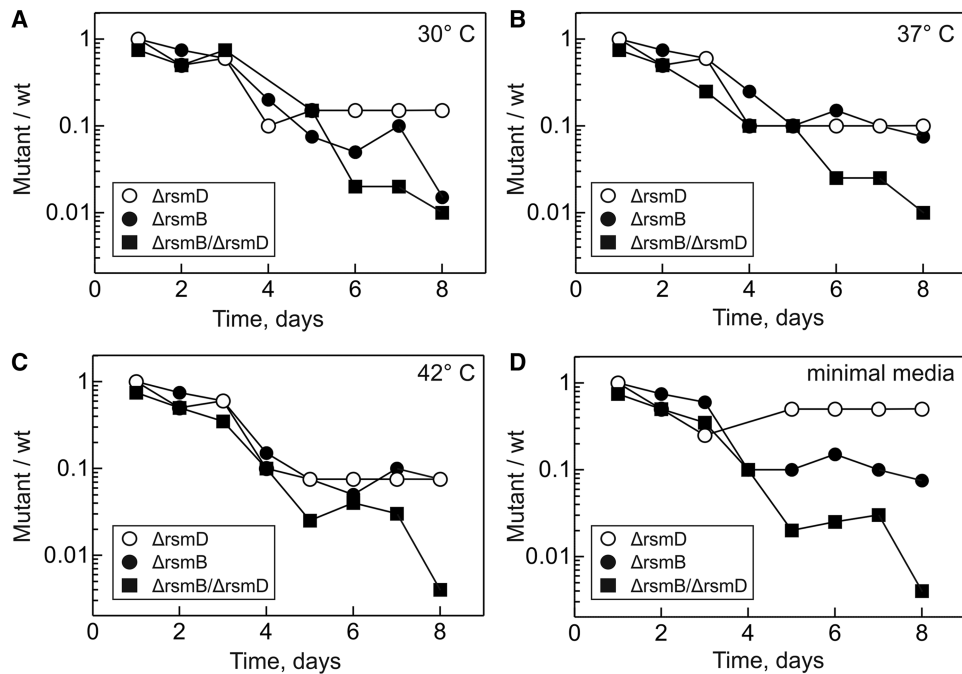 A
30° C
1
0.1
0.01
Mutant / wt
ΔrsmD
ΔrsmB
ΔrsmB/ΔrsmD
0 2 4 6 8
Time, days
B
37° C
1
0.1
0.01
Mutant / wt
ΔrsmD
ΔrsmB
ΔrsmB/ΔrsmD
0 2 4 6 8
Time, days
C
42° C
1
0.1
0.01
Mutant / wt
ΔrsmD
ΔrsmB
ΔrsmB/ΔrsmD
0 2 4 6 8
Time, days
D
minimal media
1
0.1
0.01
Mutant / wt
ΔrsmD
ΔrsmB
ΔrsmB/ΔrsmD
0 2 4 6 8
Time, days